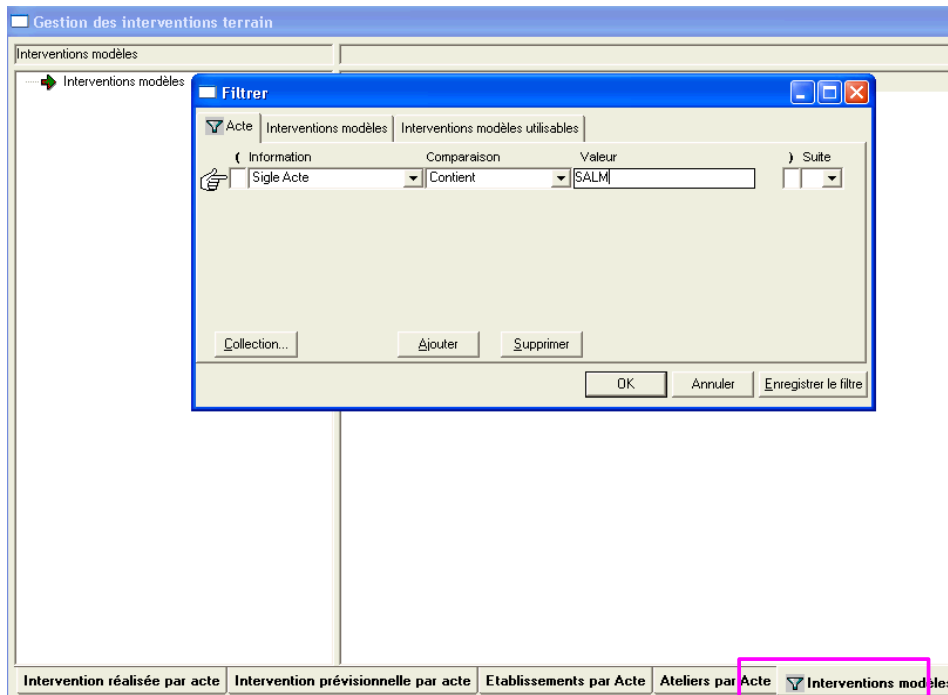 Gestion des interventions terrain
Interventions modèles
Interventions modèles
Filtrer
Acte Interventions modèles Interventions modèles utilisables
( Information Comparaison Valeur ) Suite
Sigle Acte Contient SALM
Collection... Ajouter Supprimer
OK Annuler Enregistrer le filtre
Intervention réalisée par acte Intervention prévisionnelle par acte Etablissements par Acte Ateliers par Acte Interventions modèles